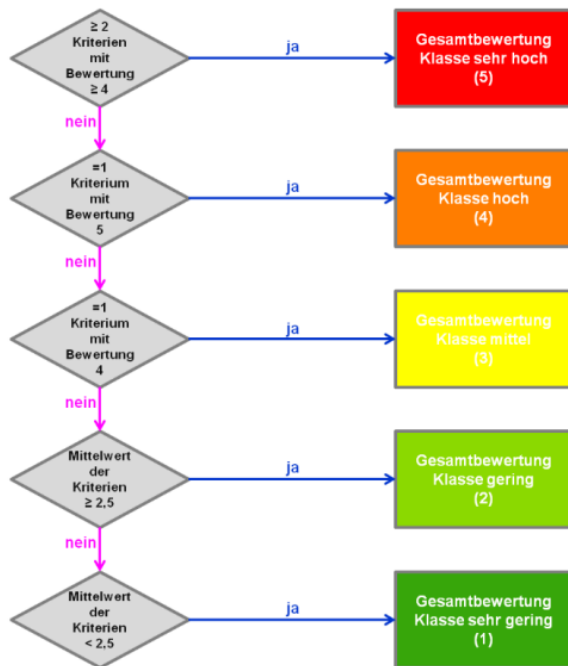 ≥ 2
Kriterien
mit
Bewertung
≥ 4
ja
Gesamtbewertung
Klasse sehr hoch
(5)
nein
=1
Kriterium
mit
Bewertung
5
ja
Gesamtbewertung
Klasse hoch
(4)
nein
=1
Kriterium
mit
Bewertung
4
ja
Gesamtbewertung
Klasse mittel
(3)
nein
Mittelwert
der
Kriterien
≥ 2,5
ja
Gesamtbewertung
Klasse gering
(2)
nein
Mittelwert
der
Kriterien
< 2,5
ja
Gesamtbewertung
Klasse sehr gering
(1)